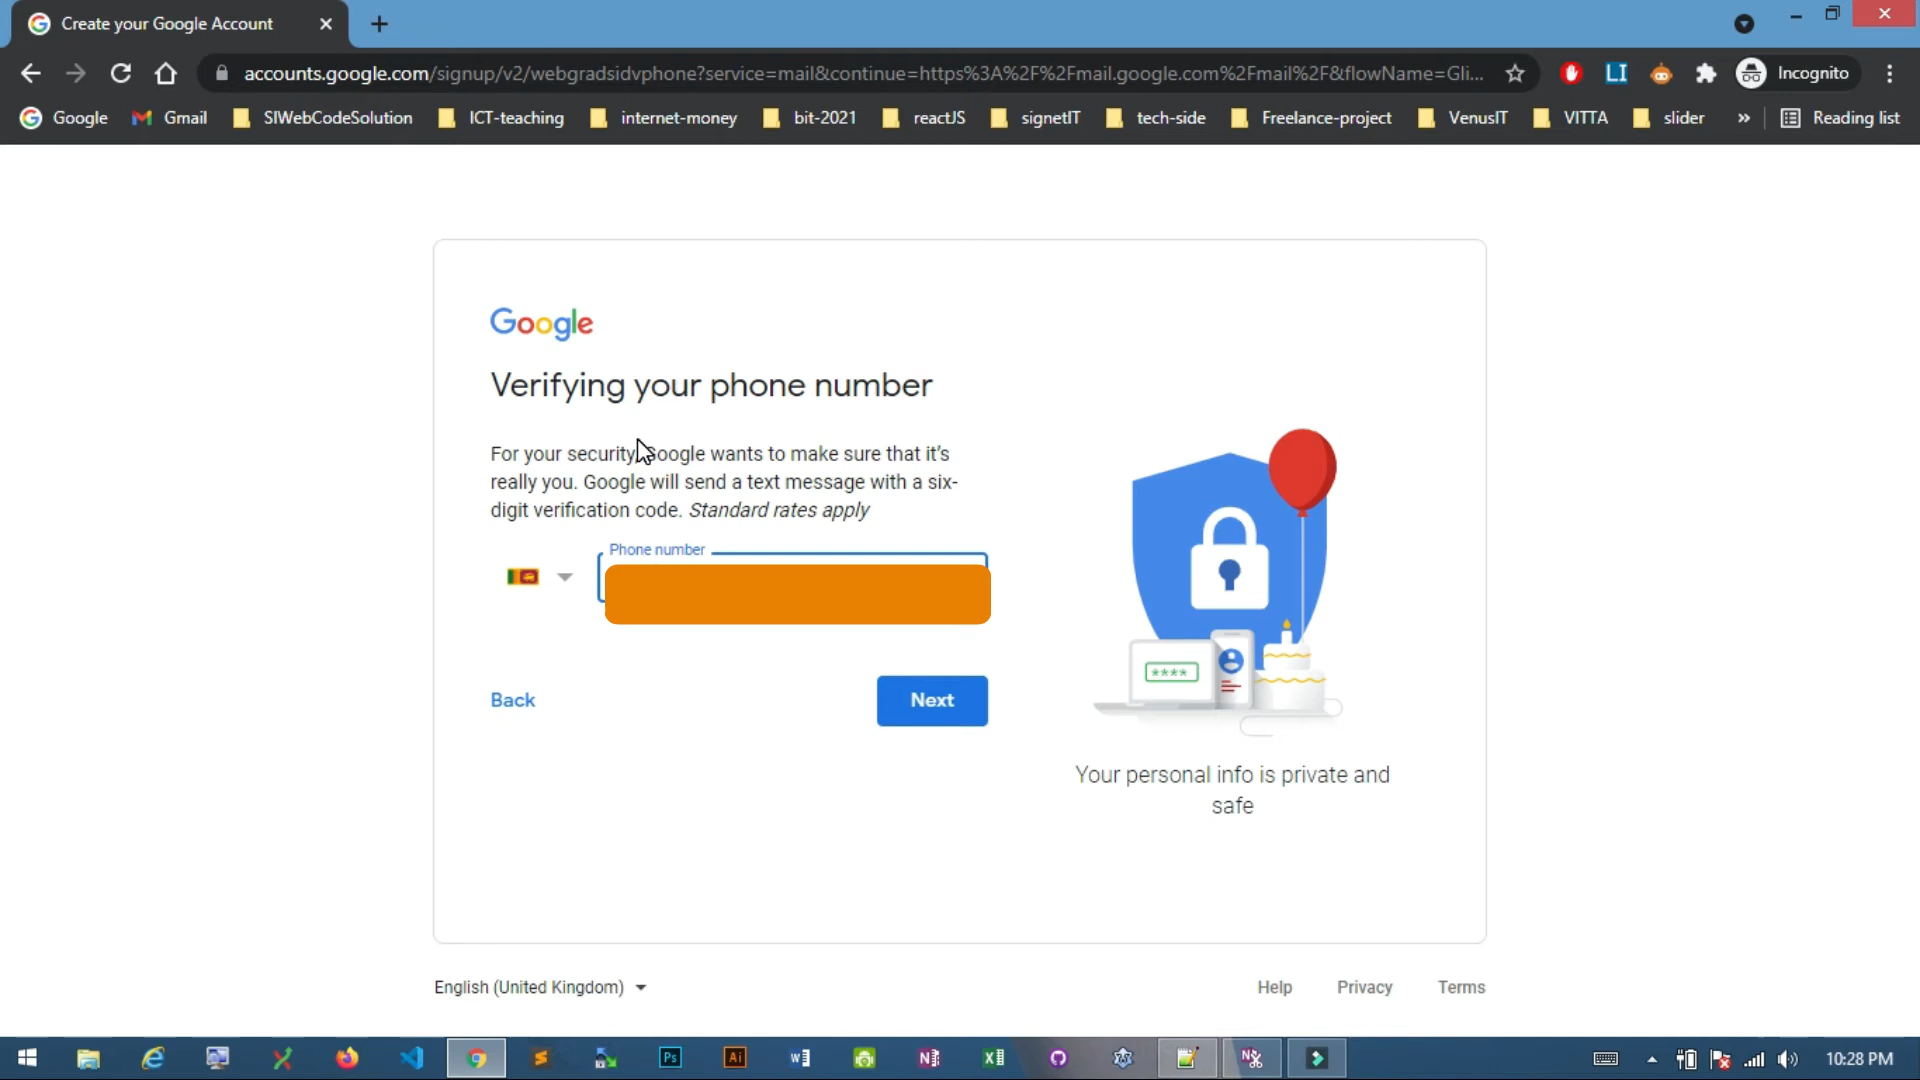 Create your Google Account
accounts.google.com/signup/v2/webgradsidvphone?service=mail&continue=https%3A%2F%2Fmail.google.com%2Fmail%2F&flowName=Gli...
Incognito
Google
Gmail
SIWebCodeSolution
ICT-teaching
internet-money
bit-2021
reactJS
signetIT
tech-side
Freelance-project
VenusIT
VITTA
slider
»
Reading list
Google
Verifying your phone number
For your security, Google wants to make sure that it's
really you. Google will send a text message with a six-
digit verification code. Standard rates apply
Phone number
Back
Next
****
Your personal info is private and
safe
English (United Kingdom)
Help
Privacy
Terms
10:28 PM